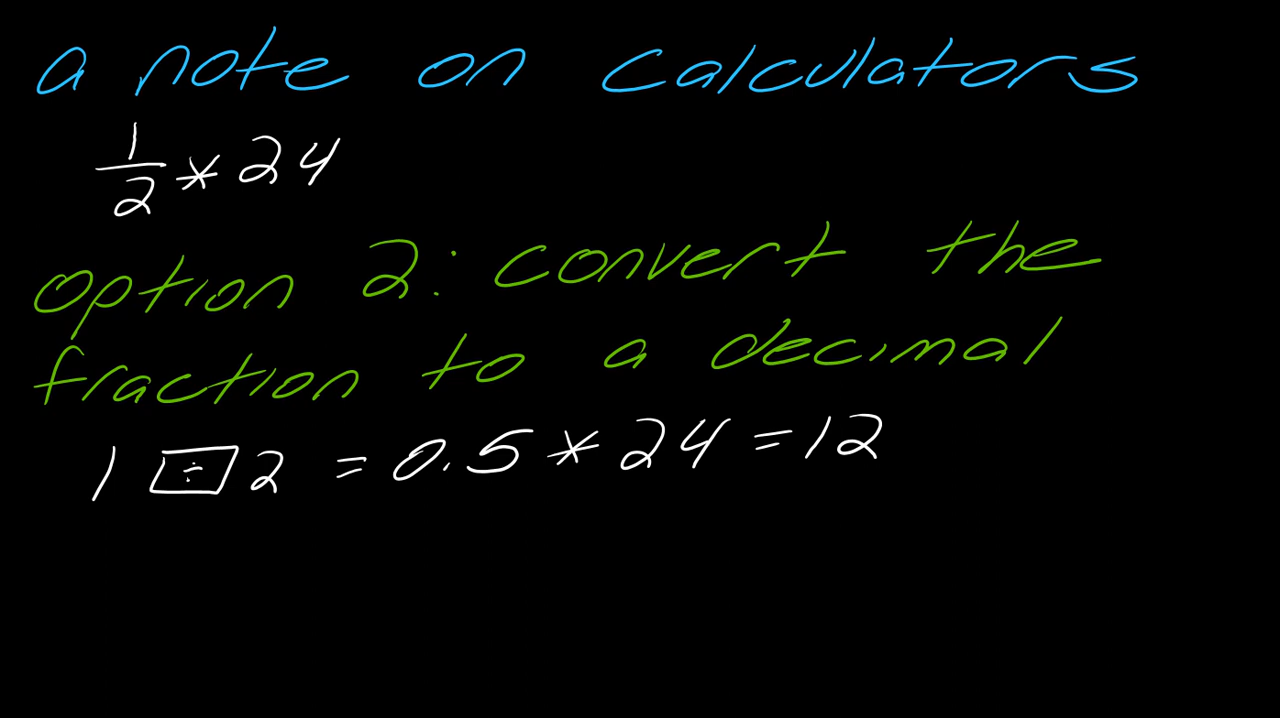 a note on calculators
1/2 * 24
option 2: convert the
fraction to a decimal
1 ÷ 2 = 0.5 * 24 = 12